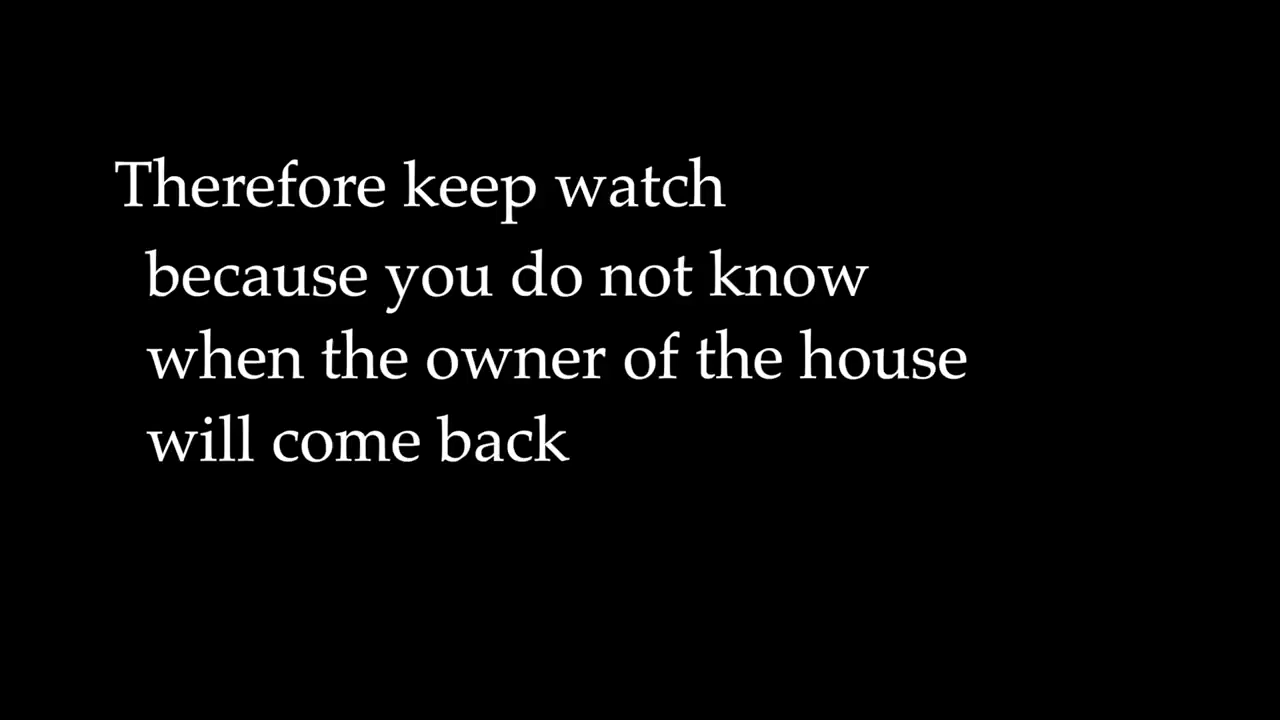 Therefore keep watch
because you do not know
when the owner of the house
will come back